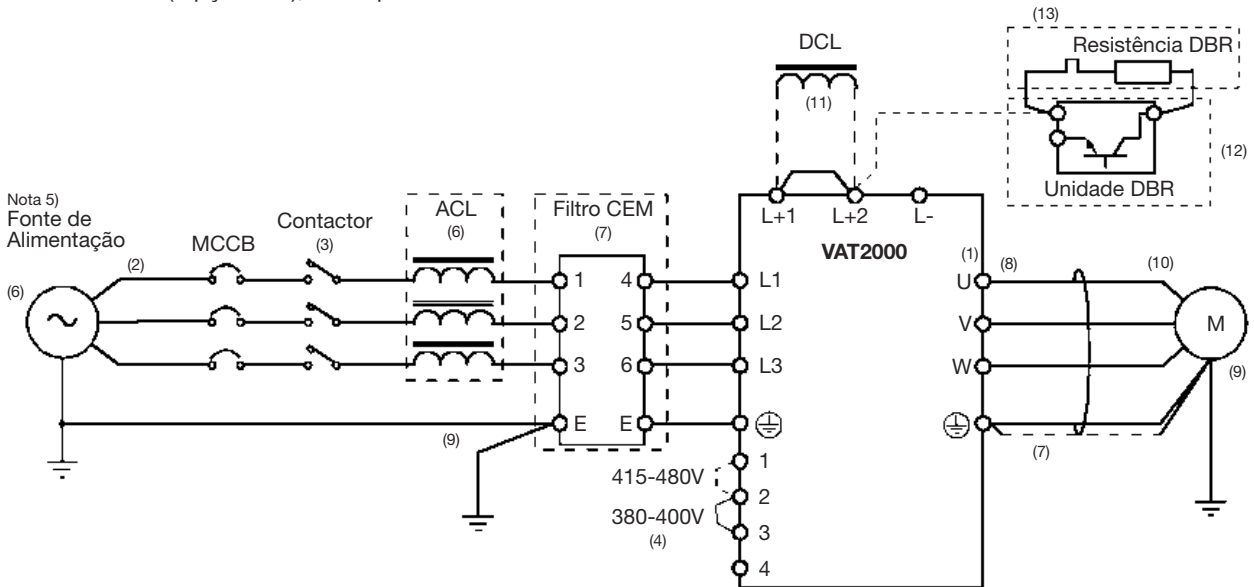 (13)
Resistência DBR
DCL
(11)
(12)
Unidade DBR
Nota 5)
Fonte de
Alimentação
(2)
MCCB
Contactor
(3)
ACL
(6)
Filtro CEM
(7)
L+1
L+2
L-
VAT2000
(1)
(8)
(10)
(6)
1
4
L1
U
2
5
L2
V
M
3
6
L3
W
(9)
E
E
(9)
(7)
1
415-480V
2
380-400V
(4)
3
4